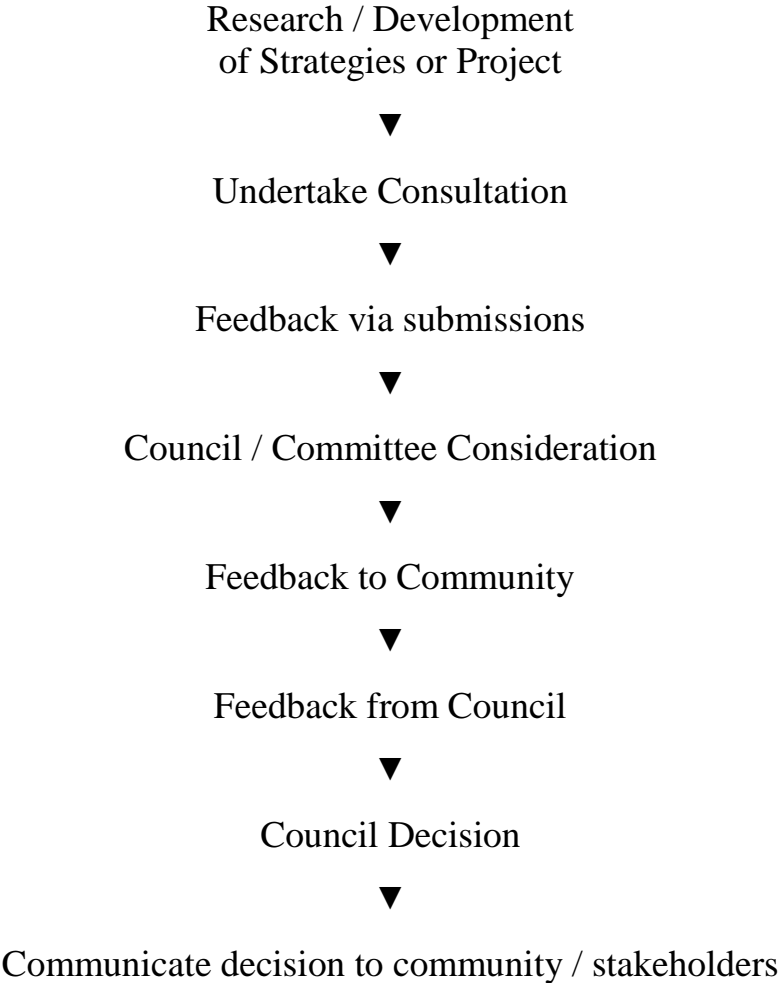 Research / Development
of Strategies or Project
▼
Undertake Consultation
▼
Feedback via submissions
▼
Council / Committee Consideration
▼
Feedback to Community
▼
Feedback from Council
▼
Council Decision
▼
Communicate decision to community / stakeholders